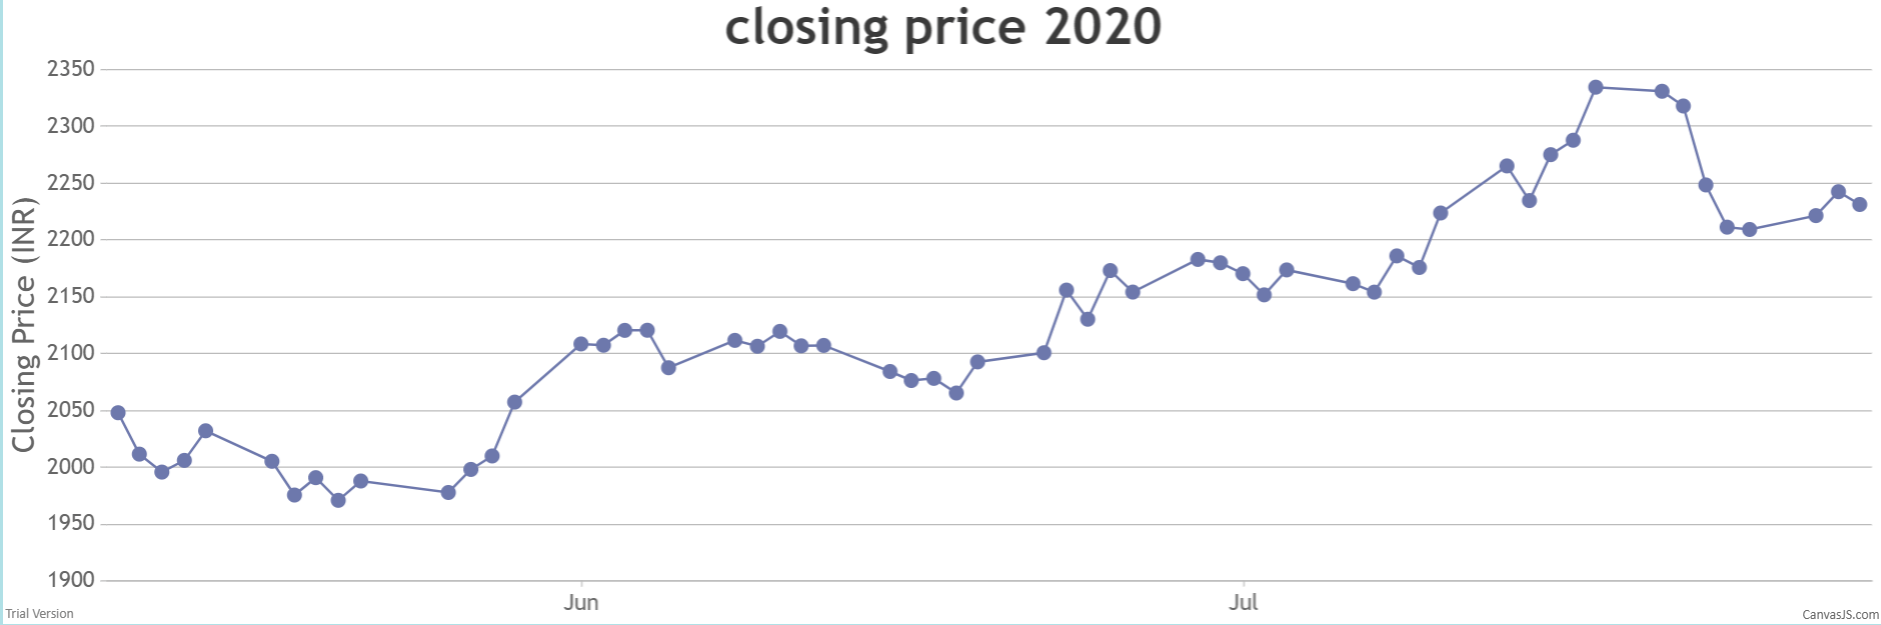 closing price 2020
Closing Price (INR)
2350
2300
2250
2200
2150
2100
2050
2000
1950
1900
Jun
Jul
Trial Version
CanvasJS.com